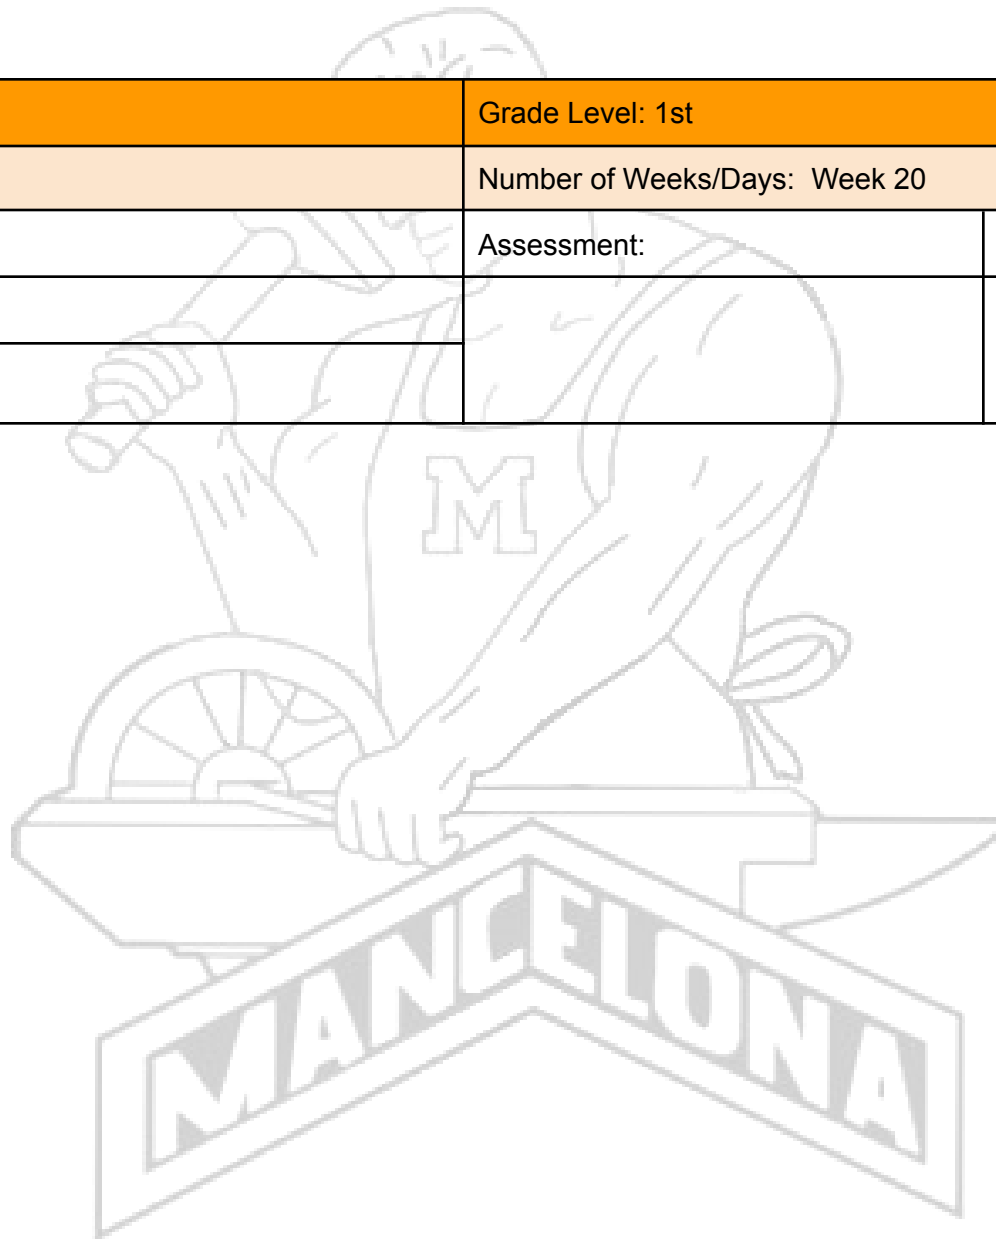 Grade Level: 1st
Number of Weeks/Days: Week 20
Assessment:
M
MANCELONA